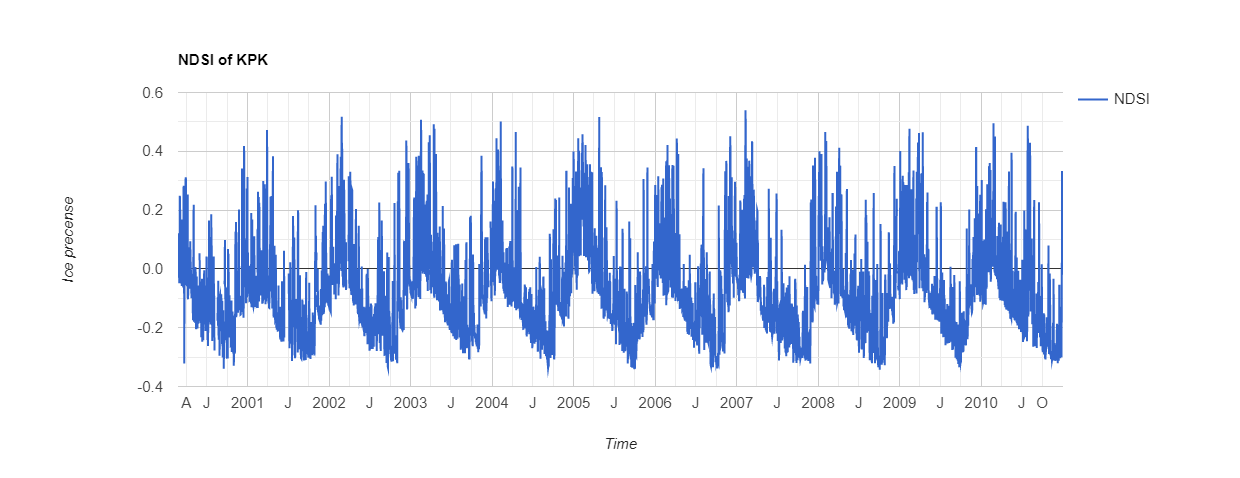 NDSI of KPK
0.6
NDSI
0.4
0.2
Ice precense
0.0
-0.2
-0.4
A J 2001 J 2002 J 2003 J 2004 J 2005 J 2006 J 2007 J 2008 J 2009 J 2010 J O
Time